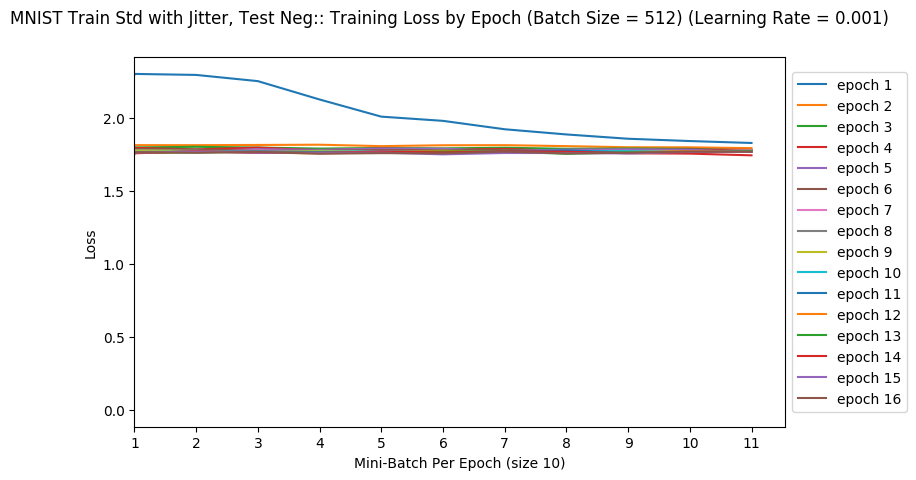 MNIST Train Std with Jitter, Test Neg:: Training Loss by Epoch (Batch Size = 512) (Learning Rate = 0.001)
Loss
2.0
1.5
1.0
0.5
0.0
1 2 3 4 5 6 7 8 9 10 11
Mini-Batch Per Epoch (size 10)
epoch 1
epoch 2
epoch 3
epoch 4
epoch 5
epoch 6
epoch 7
epoch 8
epoch 9
epoch 10
epoch 11
epoch 12
epoch 13
epoch 14
epoch 15
epoch 16